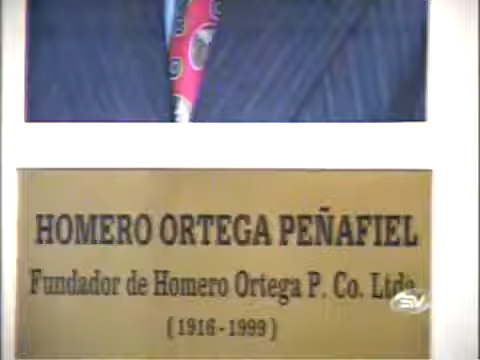 HOMERO ORTEGA PEÑAFIEL
Fundador de Homero Ortega P. Co. Ltda.
(1916-1999)